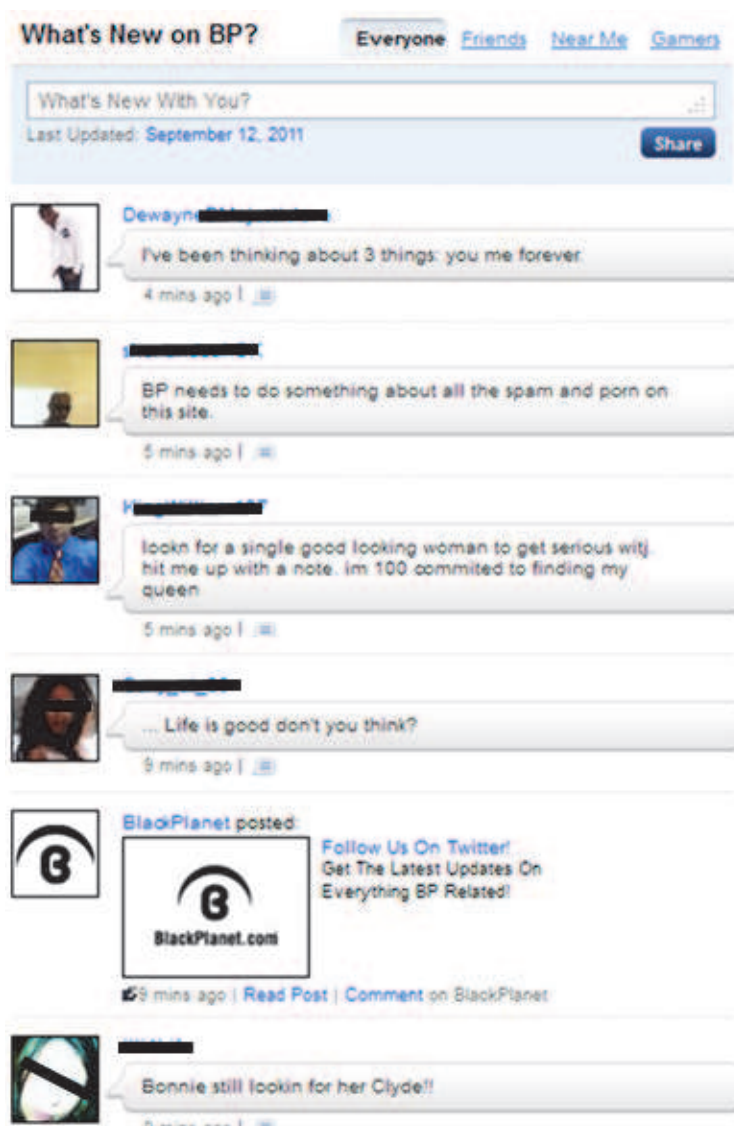 What's New on BP?
Everyone Friends Near Me Gamers
What's New With You?
Last Updated: September 12, 2011
Share
I've been thinking about 3 things: you me forever
4 mins ago |
BP needs to do something about all the spam and porn on
this site.
5 mins ago |
lookn for a single good looking woman to get serious witj.
hit me up with a note. im 100 commited to finding my
queen
5 mins ago |
... Life is good don't you think?
9 mins ago |
BlackPlanet posted:
Follow Us On Twitter!
Get The Latest Updates On
Everything BP Related!
BlackPlanet.com
9 mins ago | Read Post | Comment on BlackPlanet
Bonnie still lookin for her Clyde!!
mins ago |